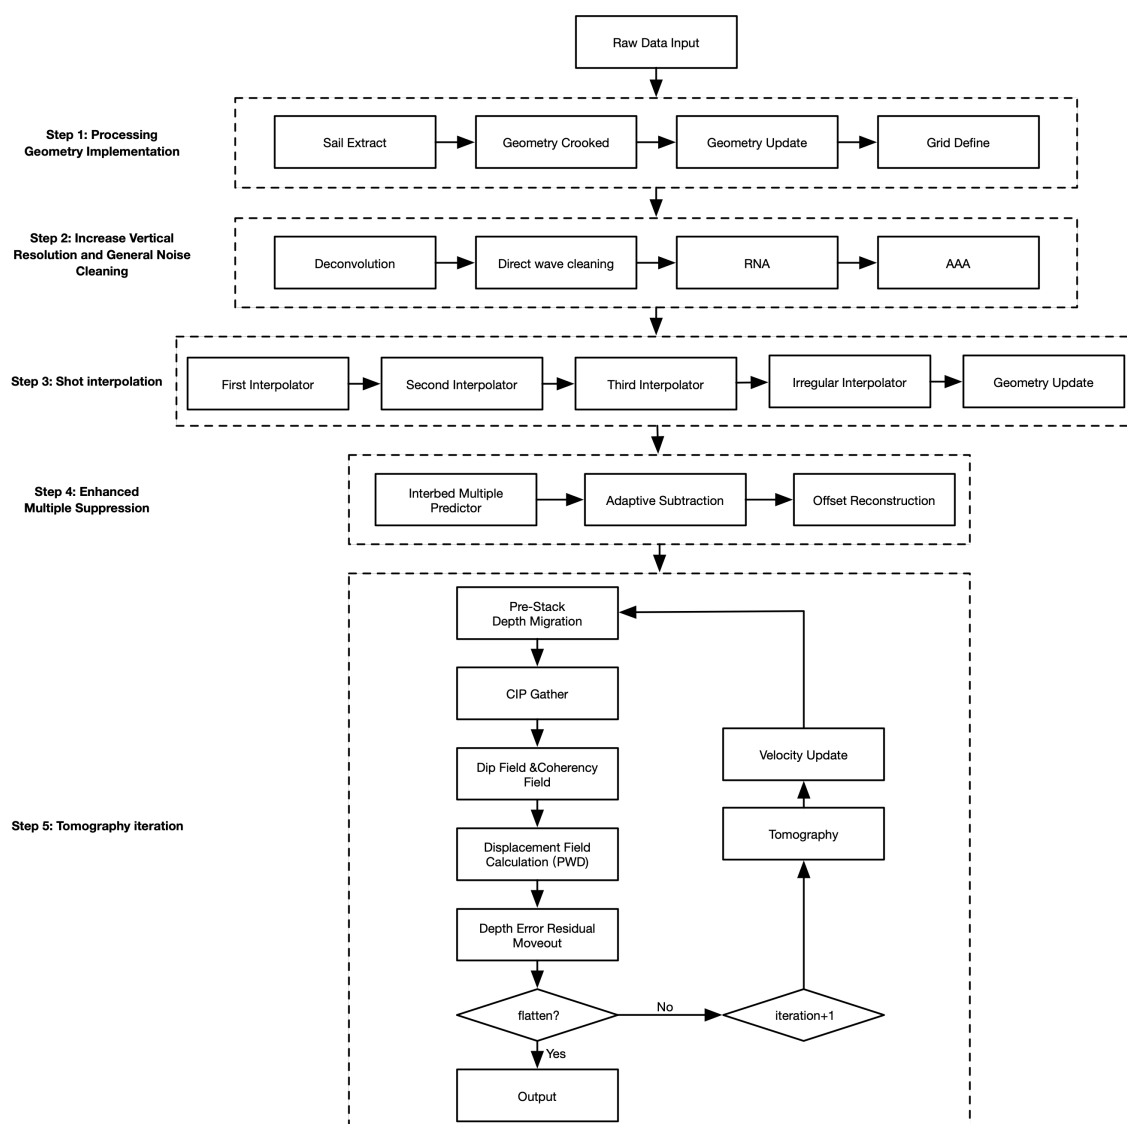 Raw Data Input
Step 1: Processing
Geometry Implementation
Sail Extract
Geometry Crooked
Geometry Update
Grid Define
Step 2: Increase Vertical
Resolution and General Noise
Cleaning
Deconvolution
Direct wave cleaning
RNA
AAA
Step 3: Shot interpolation
First Interpolator
Second Interpolator
Third Interpolator
Irregular Interpolator
Geometry Update
Step 4: Enhanced
Multiple Suppression
Interbed Multiple
Predictor
Adaptive Subtraction
Offset Reconstruction
Step 5: Tomography iteration
Pre-Stack
Depth Migration
CIP Gather
Dip Field &Coherency
Field
Displacement Field
Calculation (PWD)
Depth Error Residual
Moveout
flatten?
No
iteration+1
Tomography
Velocity Update
Yes
Output